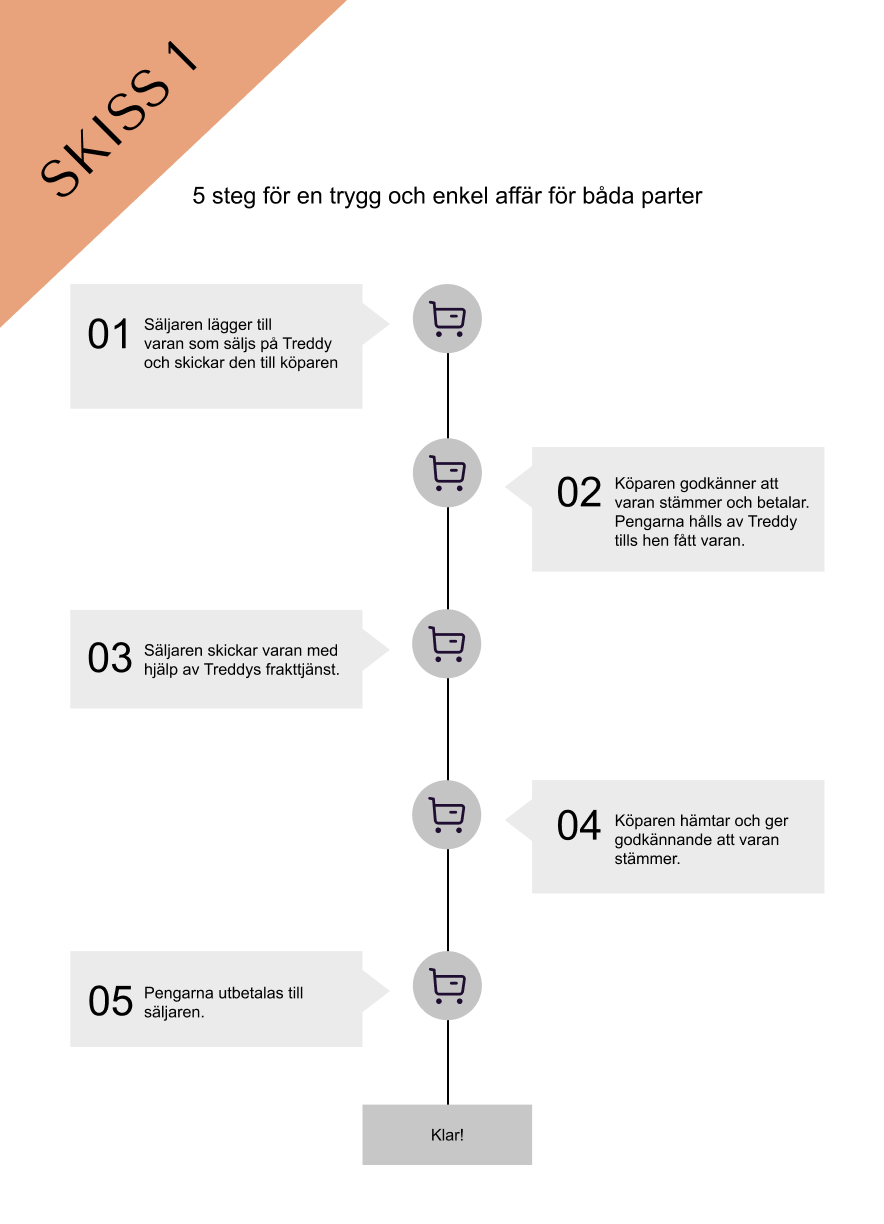 SKISS 1
5 steg för en trygg och enkel affär för båda parter
01
Säljaren lägger till
varan som säljs på Treddy
och skickar den till köparen
02
Köparen godkänner att
varan stämmer och betalar.
Pengarna hålls av Treddy
tills hen fått varan.
03
Säljaren skickar varan med
hjälp av Treddys frakttjänst.
04
Köparen hämtar och ger
godkännande att varan
stämmer.
05
Pengarna utbetalas till
säljaren.
Klar!